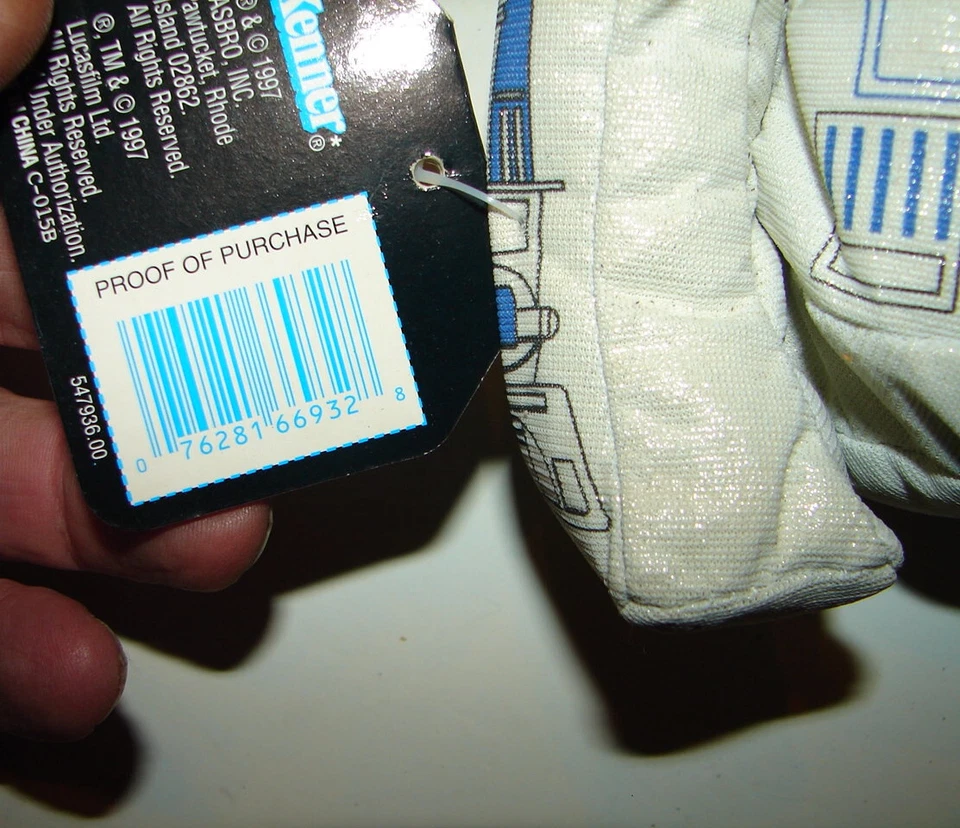 Kenner*®
® & © 1997
ASBRO, INC.
awtucket, Rhode
sland 02862.
All Rights Reserved
®, TM & © 1997
Lucasfilm Ltd.
All Rights Reserved.
Under Authorization.
CHINA C-015B
PROOF OF PURCHASE
0 76281 66932 8
547936.00.